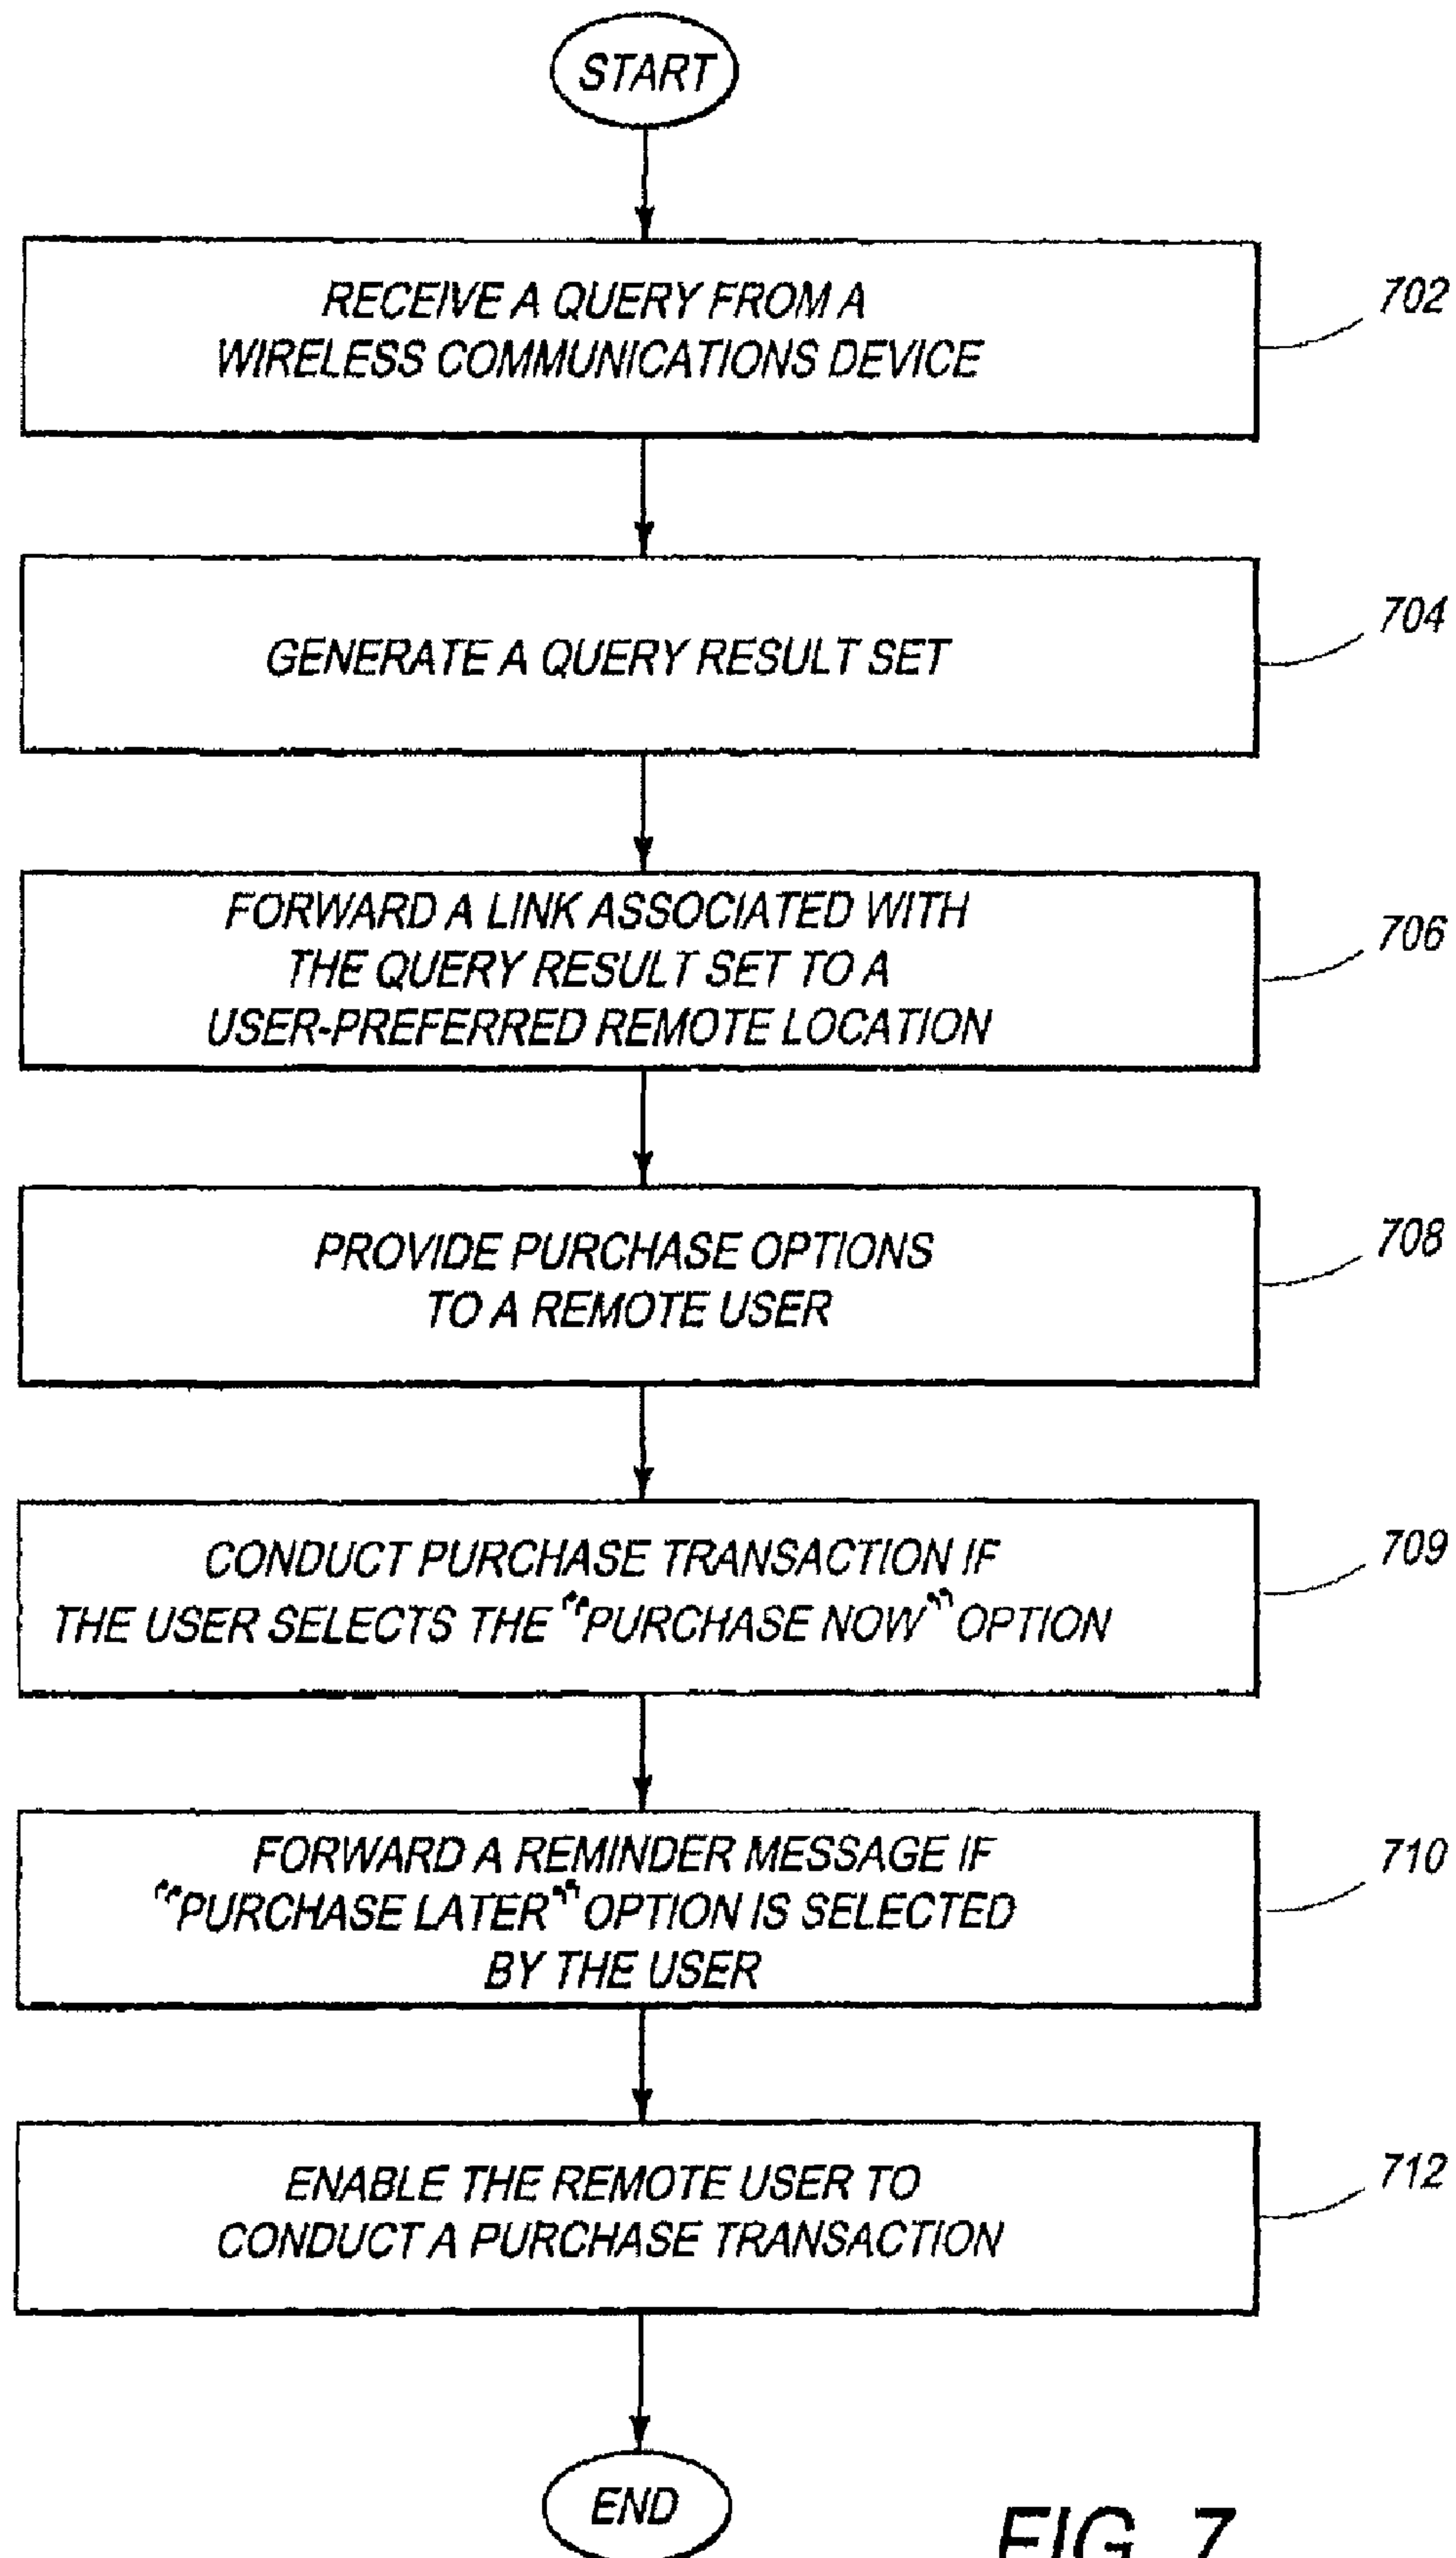 START
RECEIVE A QUERY FROM A
WIRELESS COMMUNICATIONS DEVICE
702
GENERATE A QUERY RESULT SET
704
FORWARD A LINK ASSOCIATED WITH
THE QUERY RESULT SET TO A
USER-PREFERRED REMOTE LOCATION
706
PROVIDE PURCHASE OPTIONS
TO A REMOTE USER
708
CONDUCT PURCHASE TRANSACTION IF
THE USER SELECTS THE "PURCHASE NOW" OPTION
709
FORWARD A REMINDER MESSAGE IF
"PURCHASE LATER" OPTION IS SELECTED
BY THE USER
710
ENABLE THE REMOTE USER TO
CONDUCT A PURCHASE TRANSACTION
712
END
FIG. 7